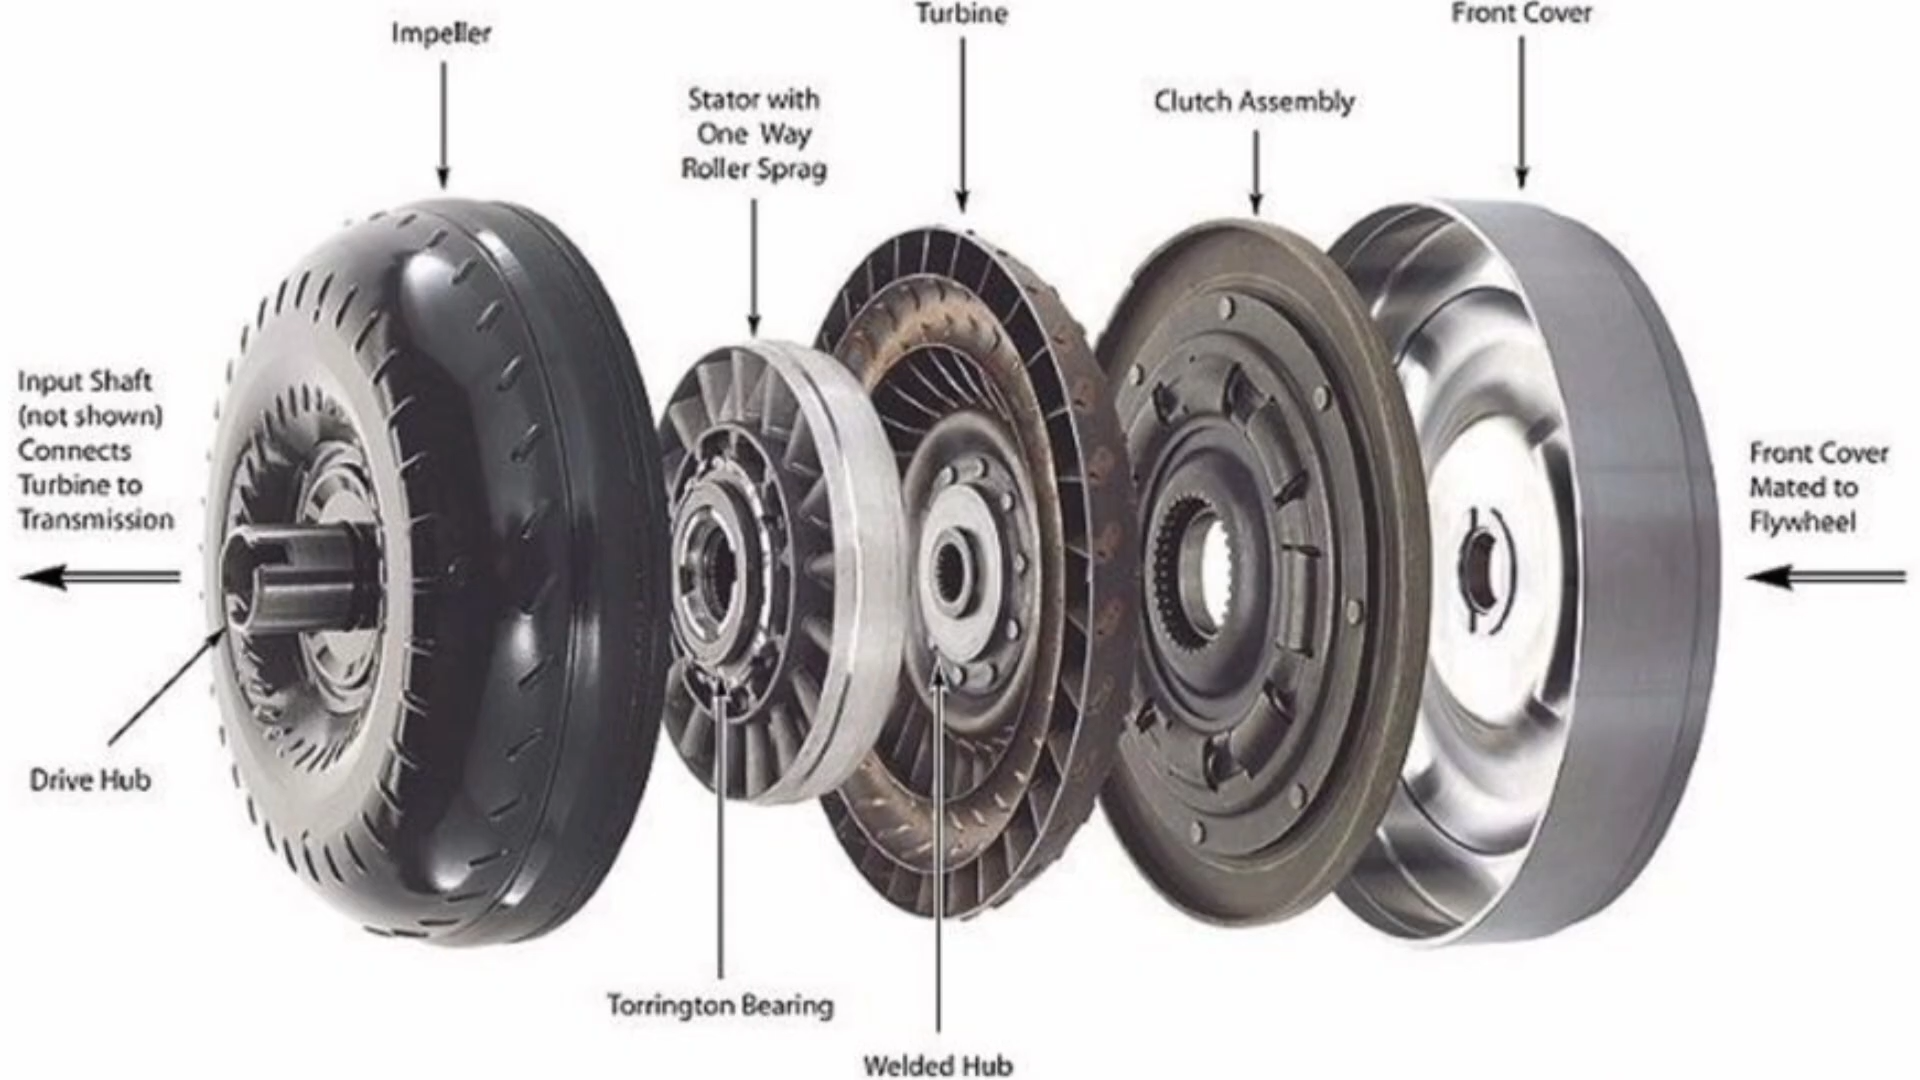 Impeller
Turbine
Front Cover
Stator with
One Way
Roller Sprag
Clutch Assembly
Input Shaft
(not shown)
Connects
Turbine to
Transmission
Front Cover
Mated to
Flywheel
Drive Hub
Torrington Bearing
Welded Hub